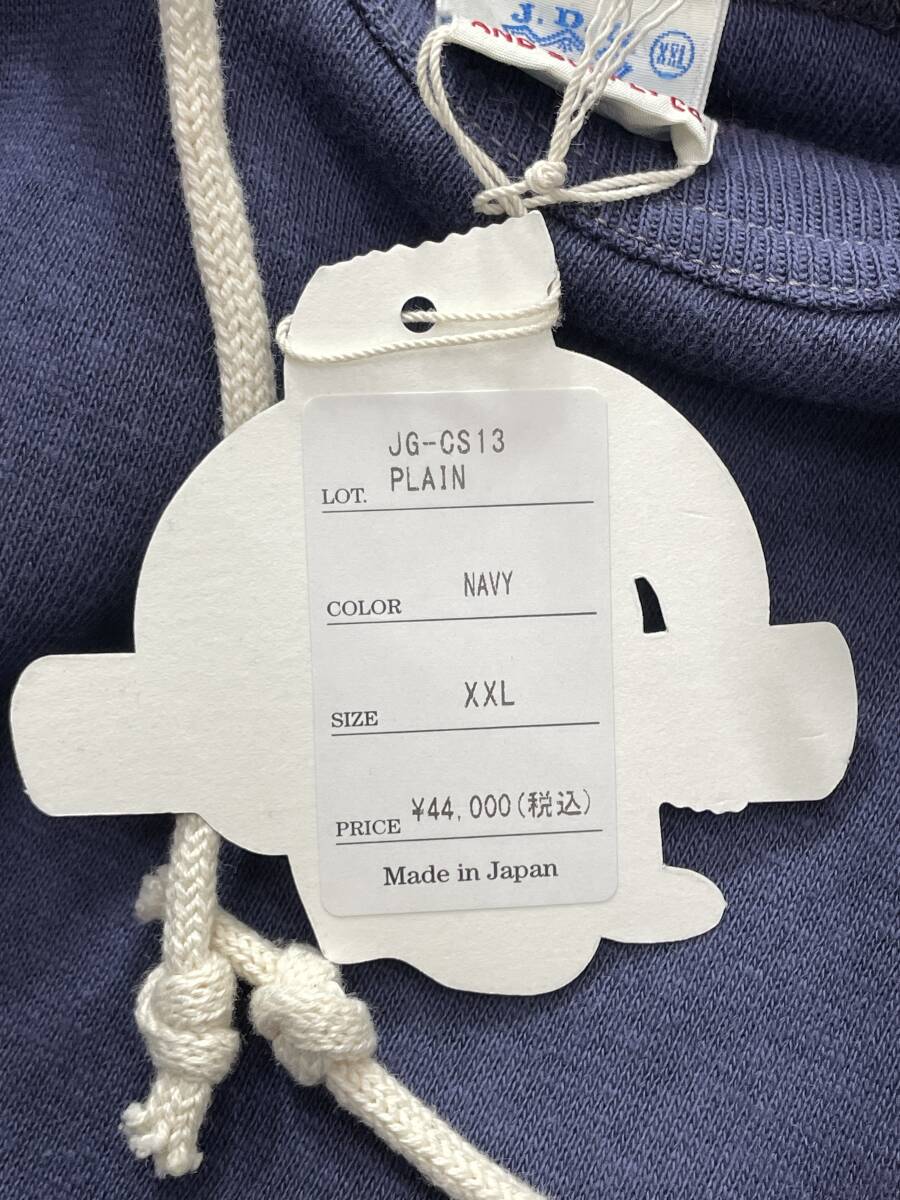 J.D.
XXL
JG-CS13
LOT. PLAIN
COLOR NAVY
SIZE XXL
PRICE ¥44,000(税込)
Made in Japan